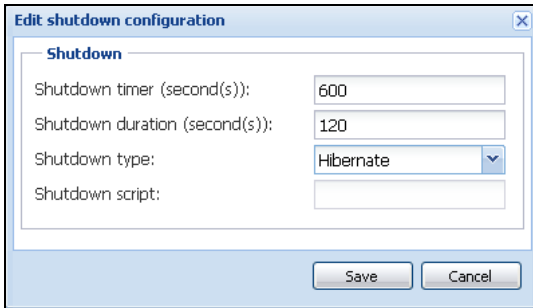 Edit shutdown configuration
Shutdown
Shutdown timer (second(s)): 600
Shutdown duration (second(s)): 120
Shutdown type: Hibernate
Shutdown script:
Save Cancel